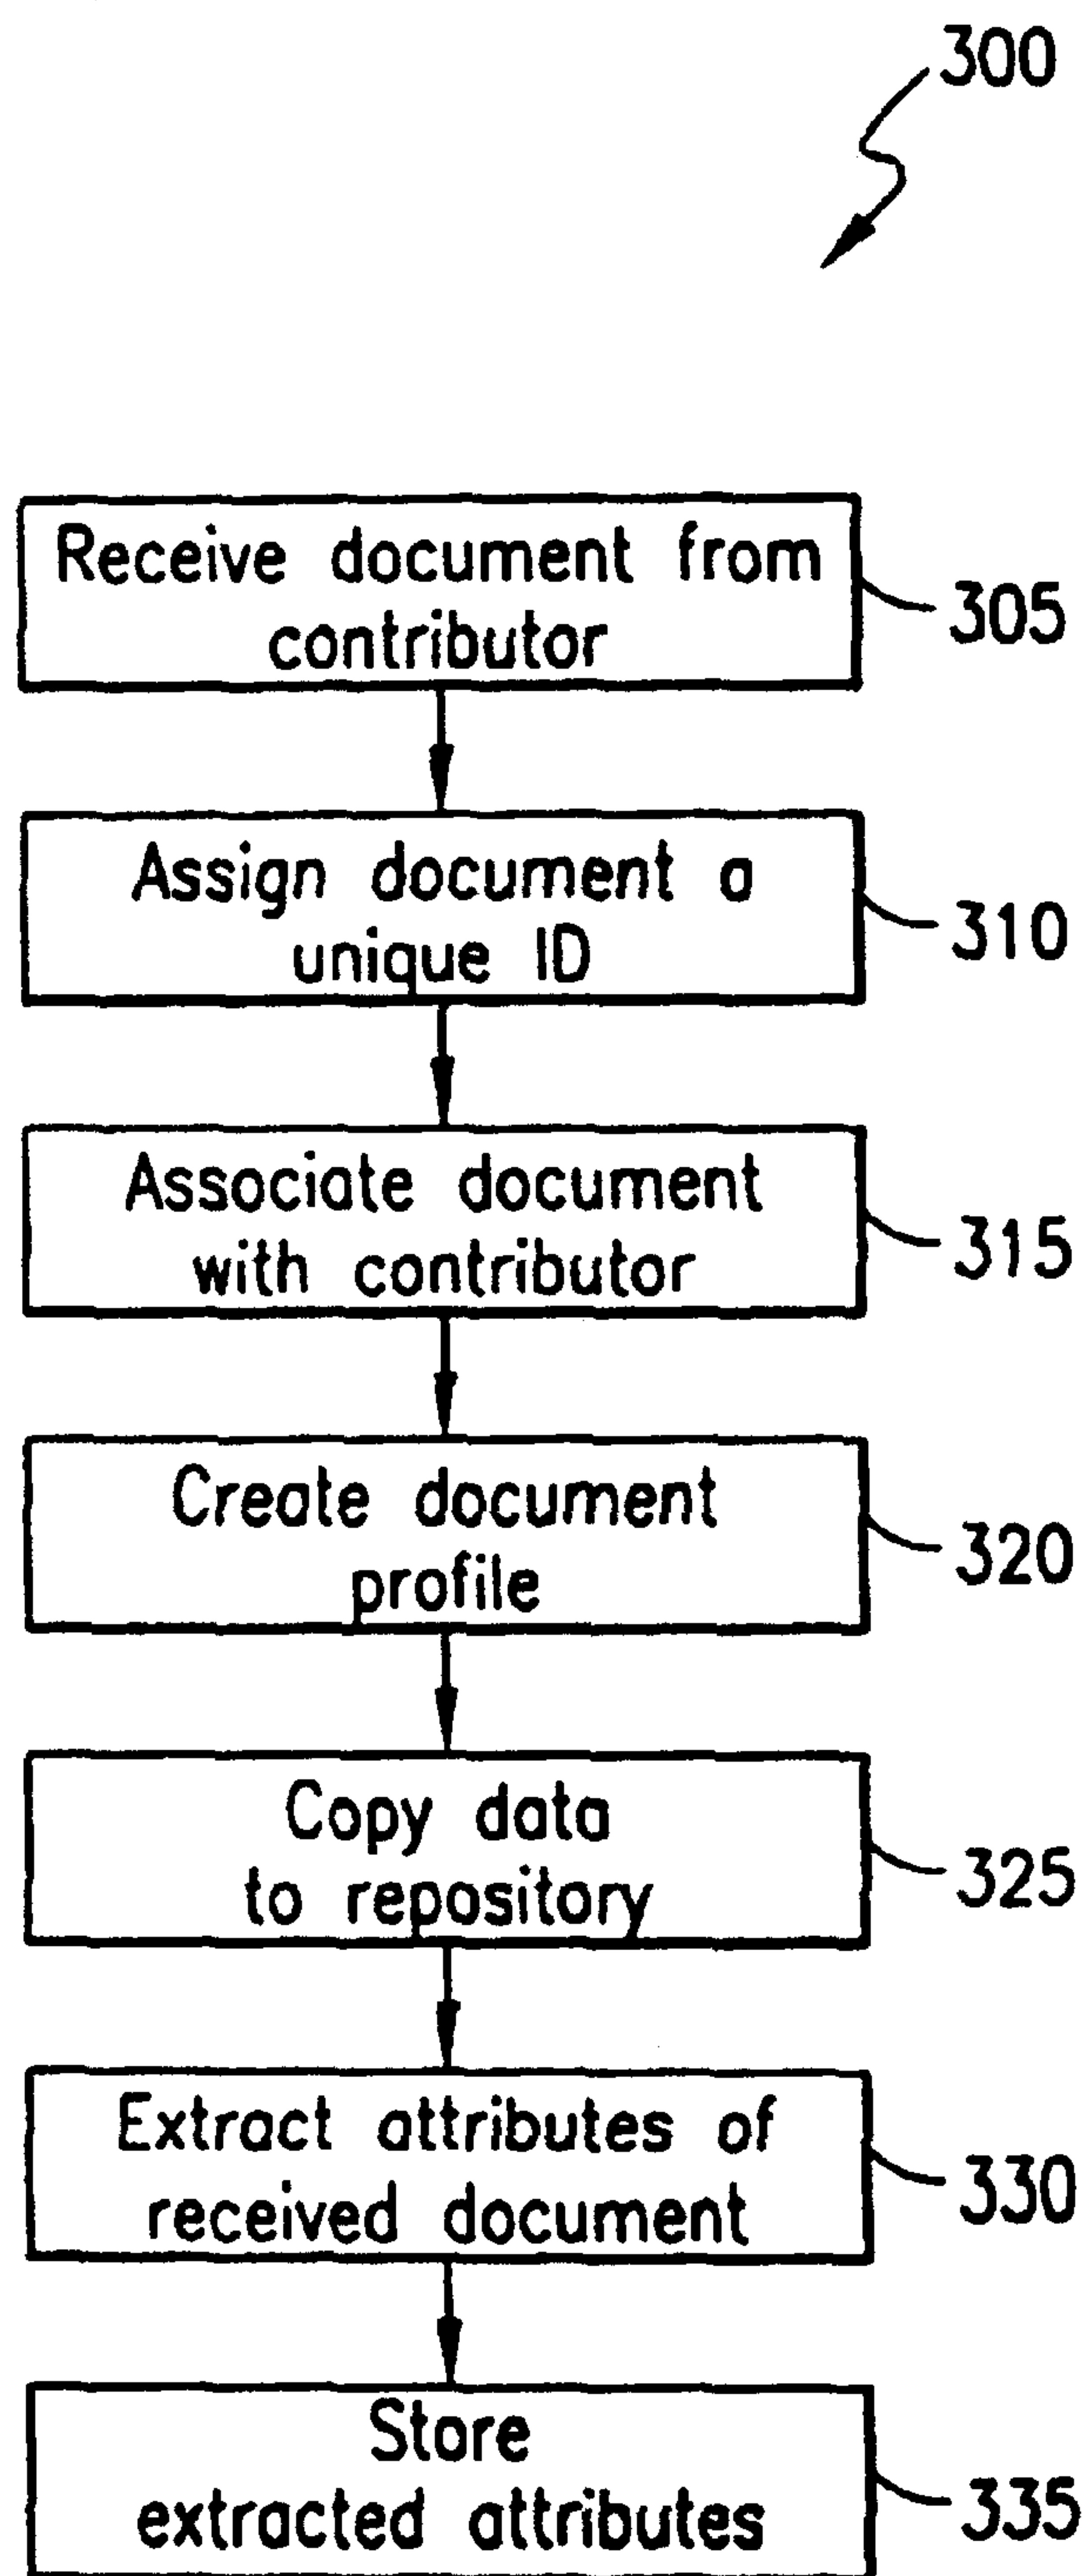 300
Receive document from
contributor
305
Assign document a
unique ID
310
Associate document
with contributor
315
Create document
profile
320
Copy data
to repository
325
Extract attributes of
received document
330
Store
extracted attributes
335